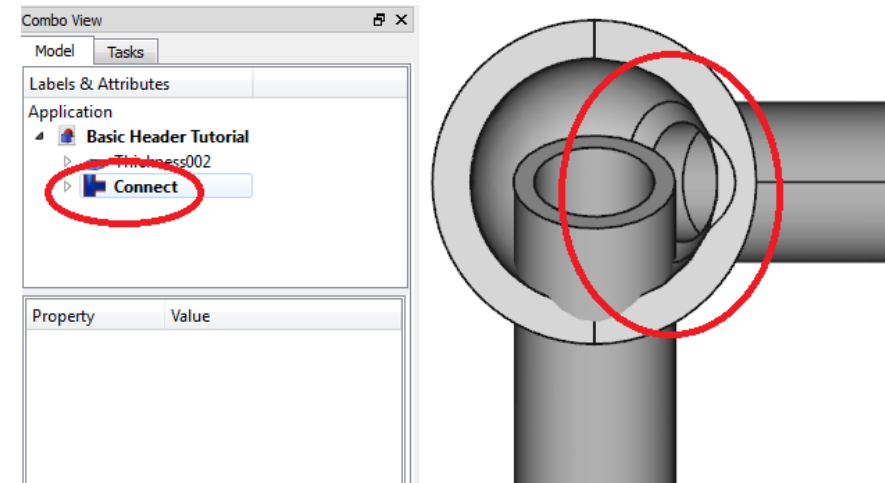 Combo View
Model Tasks
Labels & Attributes
Application
Basic Header Tutorial
Thickness002
Connect
Property Value